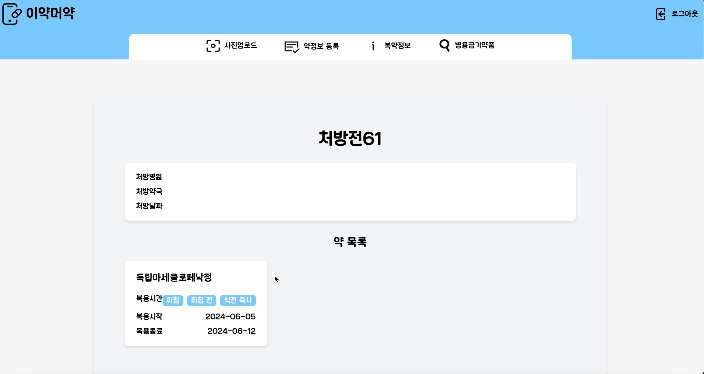 이약머약
로그아웃
사진업로드 약정보 등록 복약정보 병용금기약품
처방전61
처방병원
처방약국
처방날짜
약 목록
독립아세클로페낙정
복용시간 아침 취침 전 식전 즉시
복용시작 2024-06-05
복용종료 2024-06-12